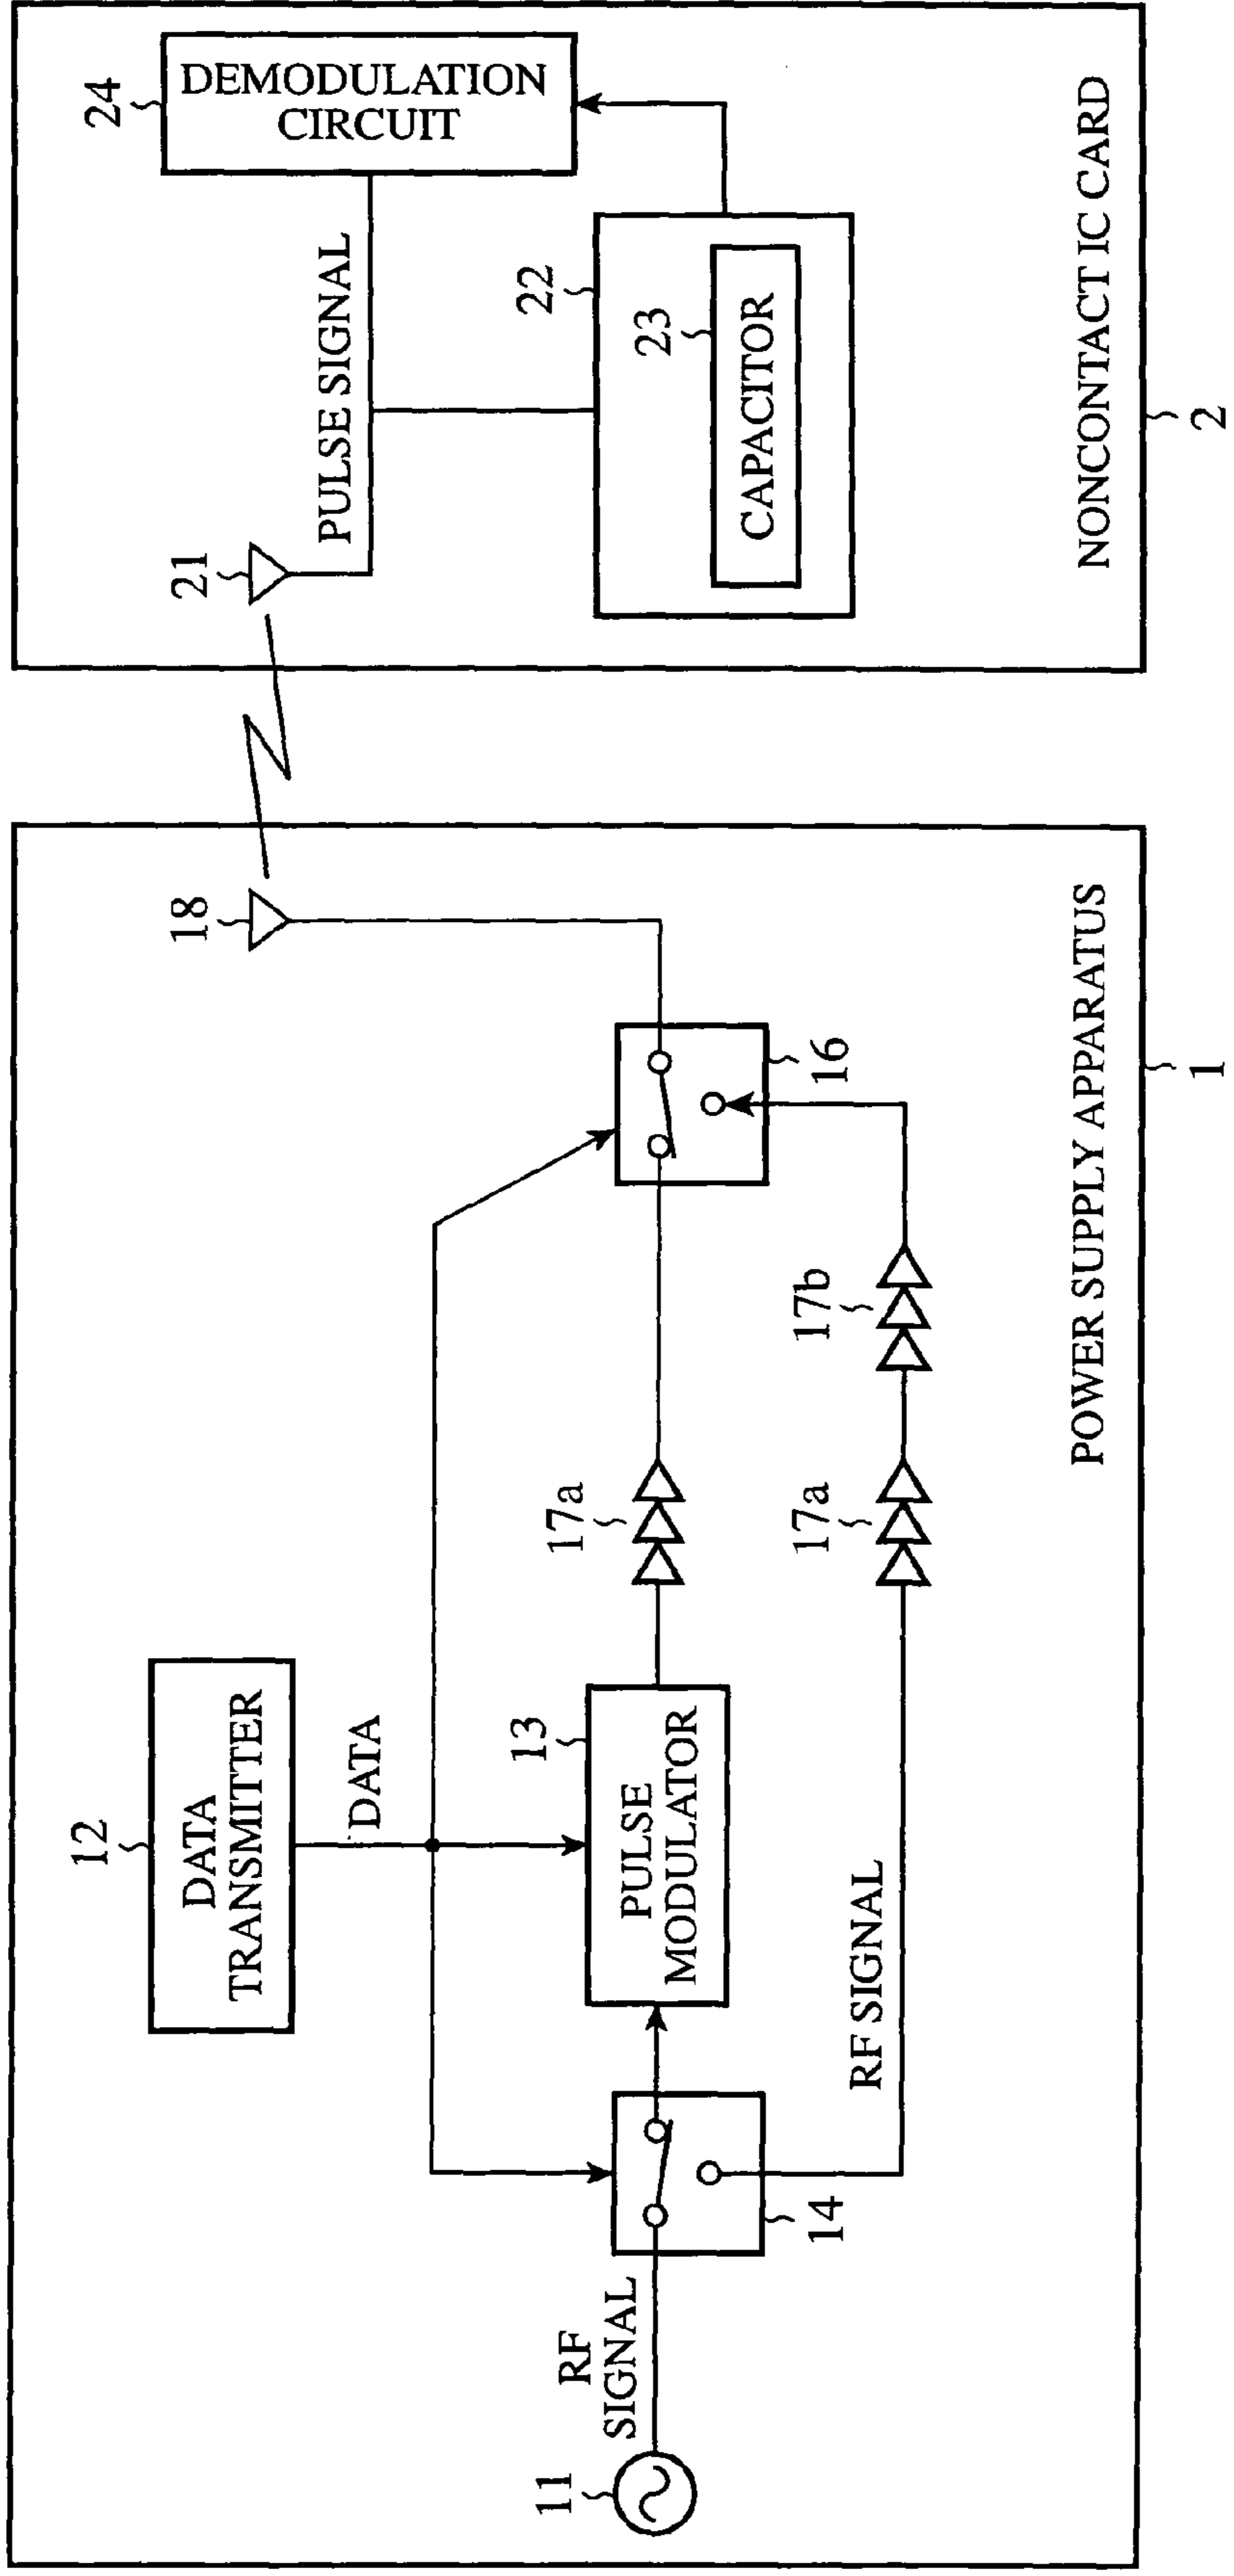 12
DATA
TRANSMITTER
DATA
11
RF
SIGNAL
14
13
PULSE
MODULATOR
RF SIGNAL
17a
17a
17b
16
18
POWER SUPPLY APPARATUS
1
21
PULSE SIGNAL
24
DEMODULATION
CIRCUIT
22
23
CAPACITOR
NONCONTACT IC CARD
2